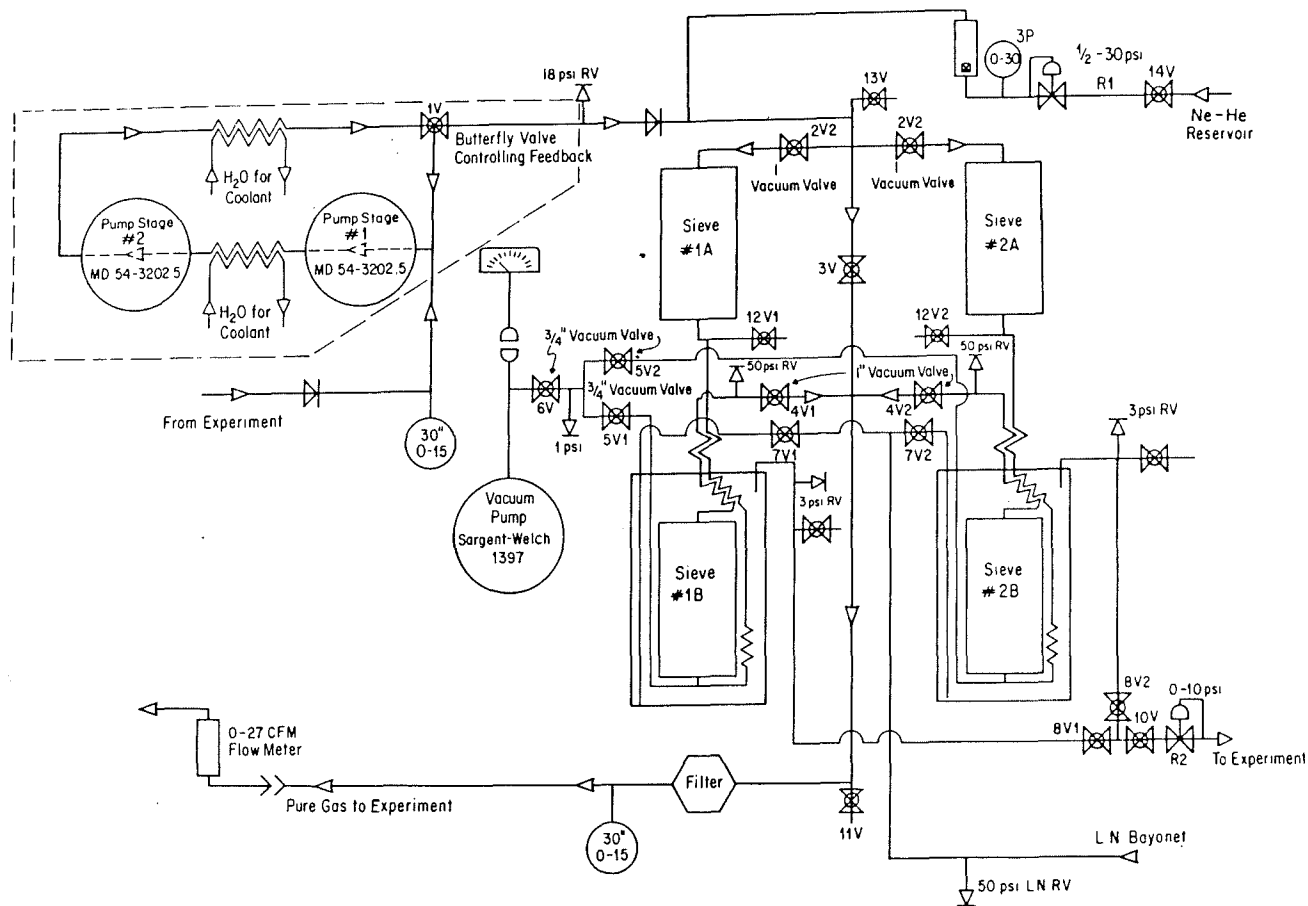 18 psi RV
1V
Butterfly Valve
Controlling Feedback
H₂O for
Coolant
Pump Stage
#2
MD 54-3202 5
Pump Stage
#1
MD 54-3202.5
H₂O for
Coolant
From Experiment
30"
0-15
3P
0-30
1/2-30psi
R1
14V
Ne-He
Reservoir
13V
2V2
2V2
Vacuum Valve
Vacuum Valve
Sieve
#1A
Sieve
#2A
3V
12V1
12V2
3/4" Vacuum Valve
5V2
3/4" Vacuum Valve
6V
5V1
1 psi
50psi RV
1" Vacuum Valve
50psi RV
4V1
4V2
7V1
7V2
3 psi RV
3psi RV
Vacuum
Pump
Sargent-Welch
1397
Sieve
#1B
Sieve
#2B
8V2
0-10psi
8V1
10V
R2
To Experiment
0-27 CFM
Flow Meter
Pure Gas to Experiment
Filter
30"
0-15
11V
LN Bayonet
50 psi LN RV